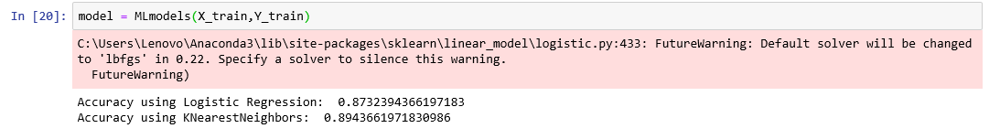 In [20]: model = MLmodels(X_train,Y_train)
C:\Users\Lenovo\Anaconda3\lib\site-packages\sklearn\linear_model\logistic.py:433: FutureWarning: Default solver will be changed
to 'lbfgs' in 0.22. Specify a solver to silence this warning.
  FutureWarning)
Accuracy using Logistic Regression:  0.8732394366197183
Accuracy using KNearestNeighbors:  0.8943661971830986